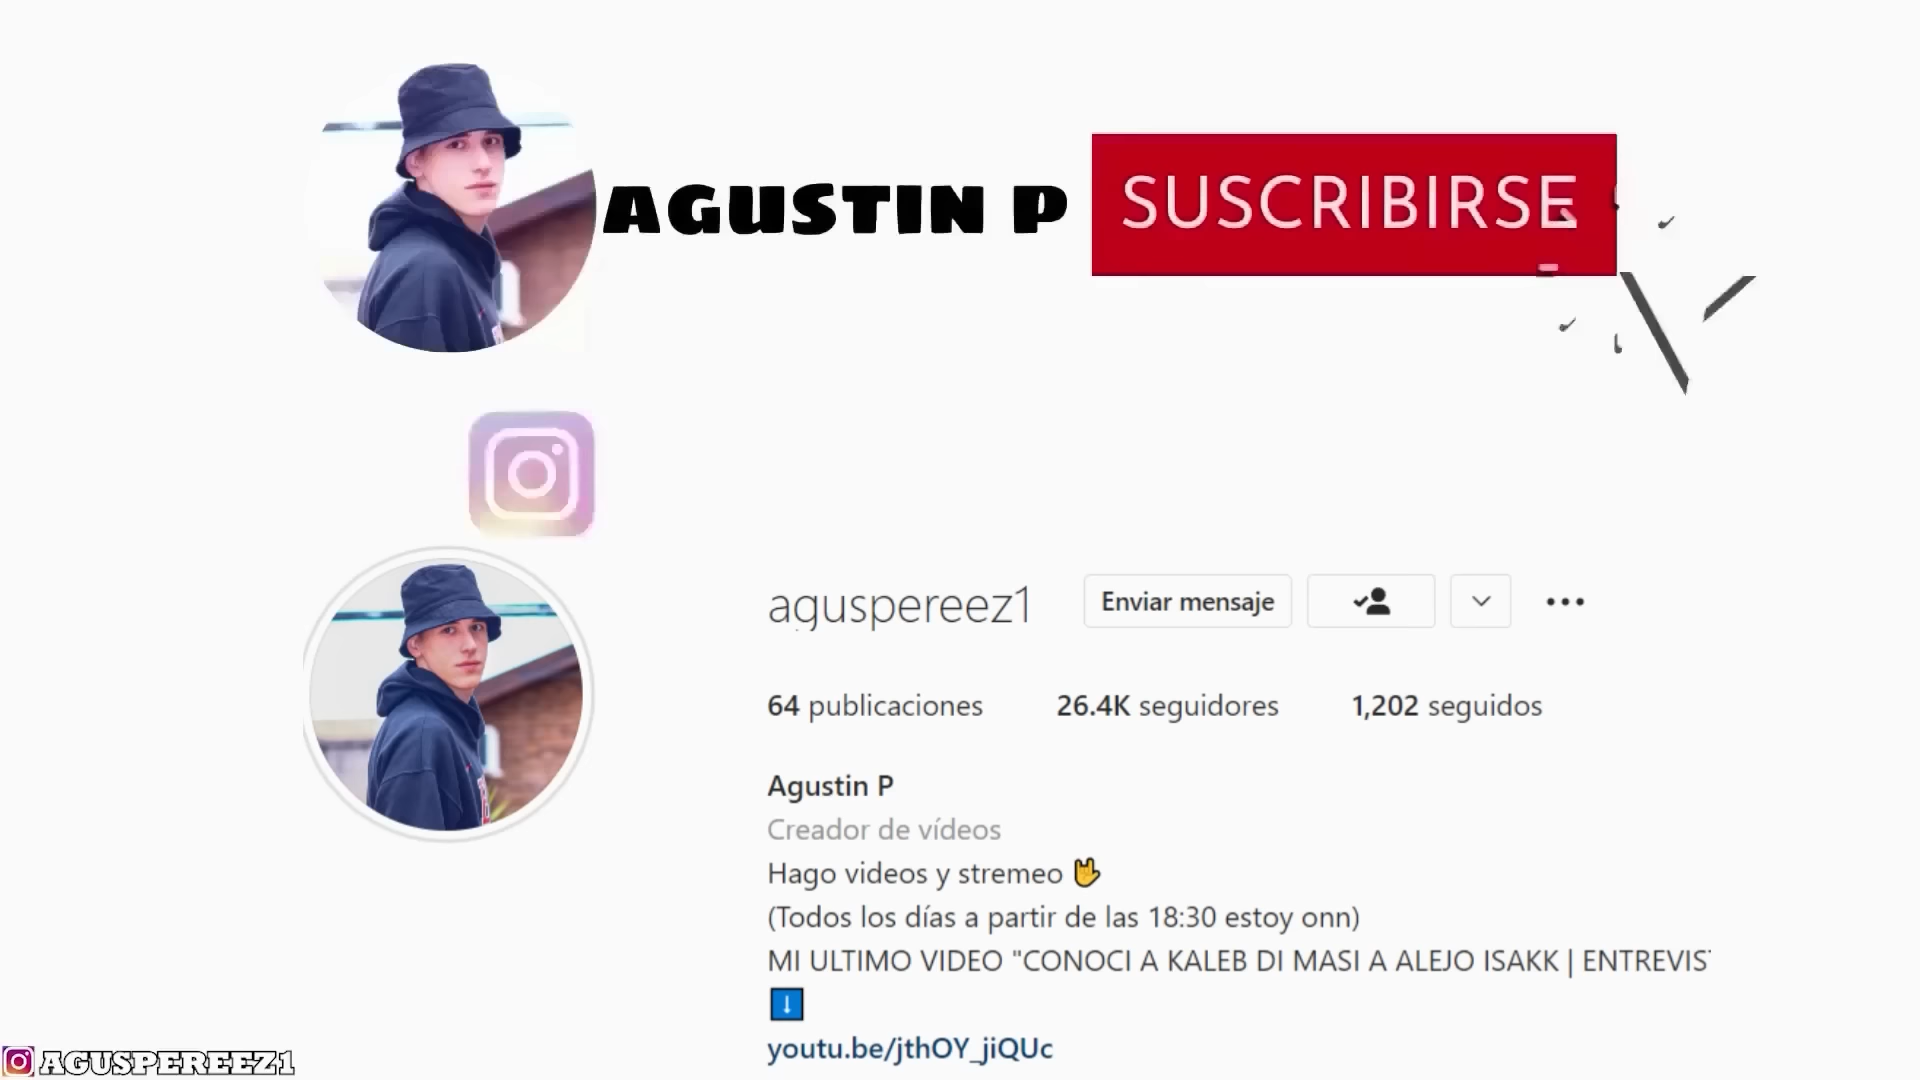 AGUSTIN P
SUSCRIBIRSE
aguspereez1
Enviar mensaje
64 publicaciones 26.4K seguidores 1,202 seguidos
Agustin P
Creador de vídeos
Hago videos y stremeo 🤟
(Todos los días a partir de las 18:30 estoy onn)
MI ULTIMO VIDEO "CONOCI A KALEB DI MASI A ALEJO ISAKK | ENTREVIS
⬇
youtu.be/jthOY_jiQUc
AGUSPEREEZ1